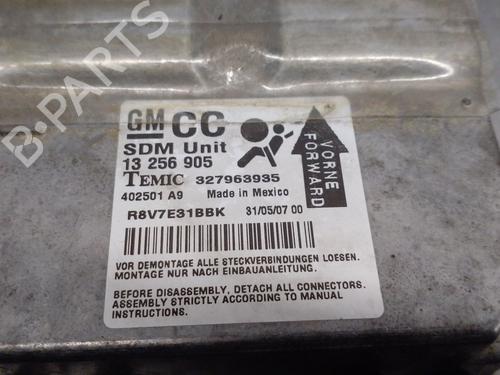 B-PARTS
GM CC
SDM Unit
13 256 905
TEMIC 327963935
402501 A9 Made in Mexico
R8V7E31BBK 31/05/07 00
VORNE
FORWARD
VOR DEMONTAGE ALLE STECKVERBINDUNGEN LOESEN.
MONTAGE NUR NACH EINBAUANLEITUNG.
BEFORE DISASSEMBLY, DETACH ALL CONNECTORS.
ASSEMBLY STRICTLY ACCORDING TO MANUAL
INSTRUCTIONS.